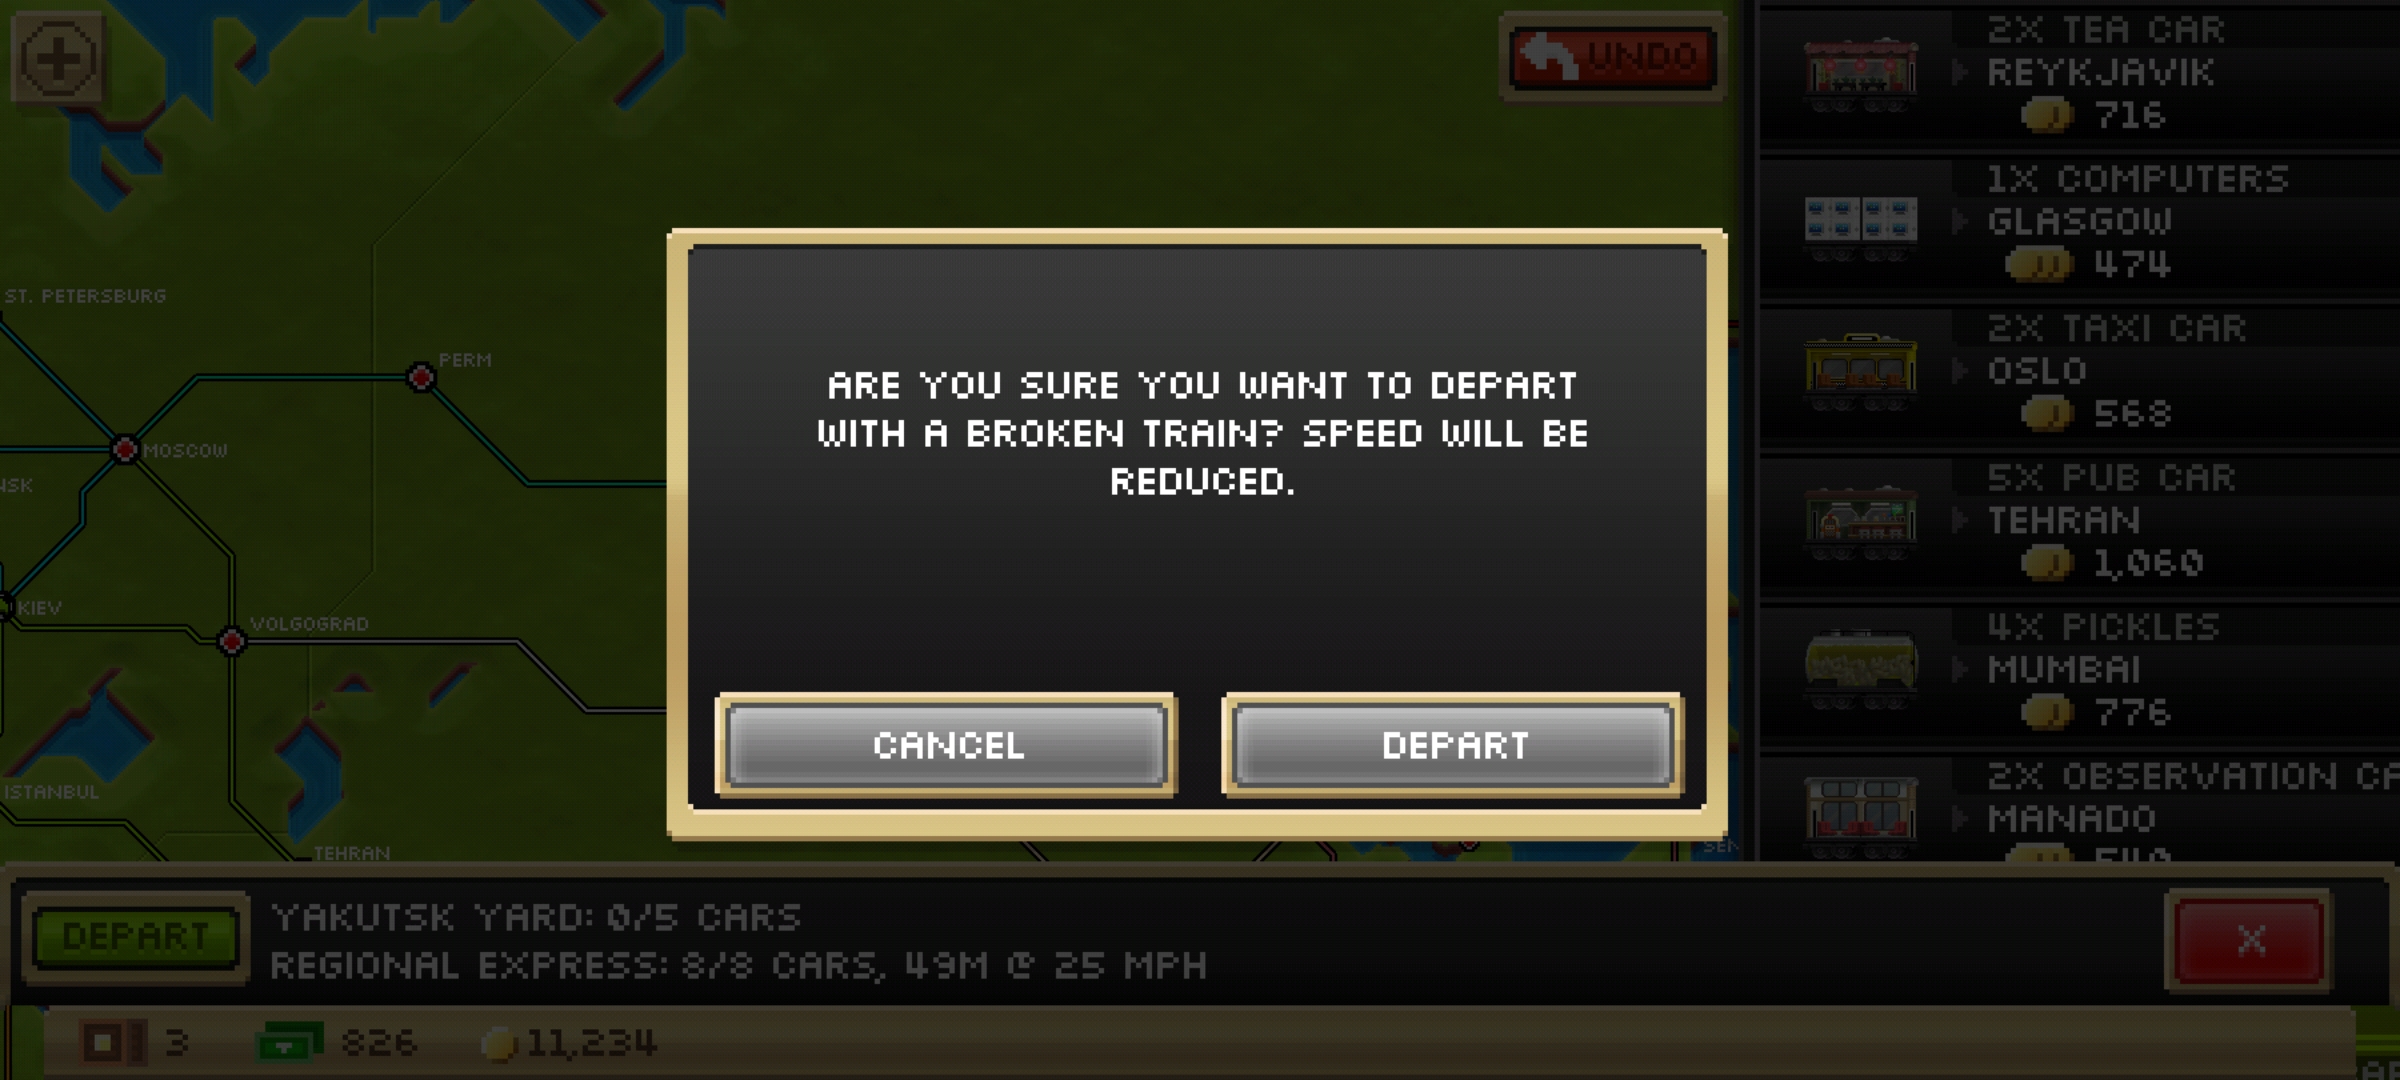 UNDO
ST. PETERSBURG
PERM
MOSCOW
NSK
KIEV
VOLGOGRAD
ISTANBUL
TEHRAN
SEN
2X TEA CAR
REYKJAVIK
716
1X COMPUTERS
GLASGOW
474
2X TAXI CAR
OSLO
568
5X PUB CAR
TEHRAN
1,060
4X PICKLES
MUMBAI
776
2X OBSERVATION CA
MANADO
540
ARE YOU SURE YOU WANT TO DEPART
WITH A BROKEN TRAIN? SPEED WILL BE
REDUCED.
CANCEL
DEPART
DEPART
YAKUTSK YARD: 0/5 CARS
REGIONAL EXPRESS: 8/8 CARS, 49M @ 25 MPH
X
3
826
11,234